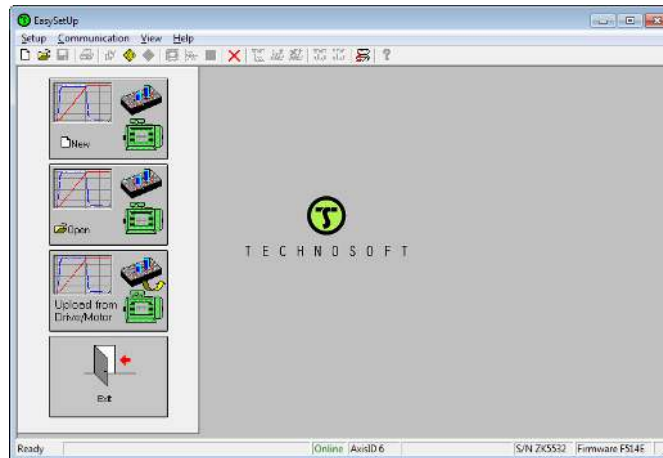 EasySetUp
Setup Communication View Help
New
Open
Upload from
Drive/Motor
Exit
TECHNOSOFT
Ready Online AxisID 6 S/N ZK5532 Firmware F514E